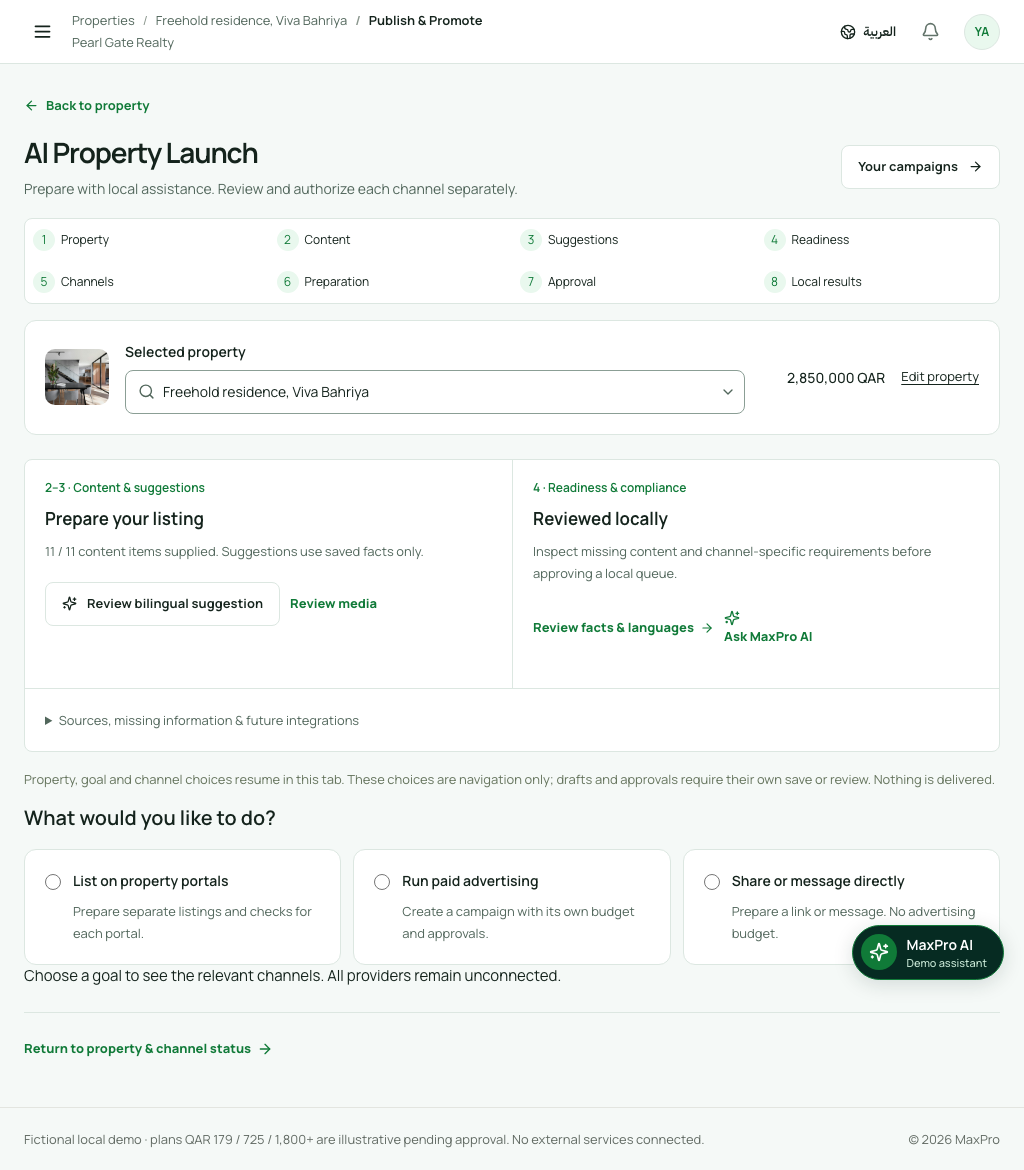 Properties / Freehold residence, Viva Bahriya / Publish & Promote
Pearl Gate Realty
العربية
YA
Back to property
AI Property Launch
Your campaigns
Prepare with local assistance. Review and authorize each channel separately.
1 Property
2 Content
3 Suggestions
4 Readiness
5 Channels
6 Preparation
7 Approval
8 Local results
Selected property
Freehold residence, Viva Bahriya
2,850,000 QAR
Edit property
2–3 · Content & suggestions
Prepare your listing
11 / 11 content items supplied. Suggestions use saved facts only.
Review bilingual suggestion
Review media
4 · Readiness & compliance
Reviewed locally
Inspect missing content and channel-specific requirements before
approving a local queue.
Review facts & languages
Ask MaxPro AI
Sources, missing information & future integrations
Property, goal and channel choices resume in this tab. These choices are navigation only; drafts and approvals require their own save or review. Nothing is delivered.
What would you like to do?
List on property portals
Prepare separate listings and checks for
each portal.
Run paid advertising
Create a campaign with its own budget
and approvals.
Share or message directly
Prepare a link or message. No advertising
budget.
MaxPro AI
Demo assistant
Choose a goal to see the relevant channels. All providers remain unconnected.
Return to property & channel status
Fictional local demo · plans QAR 179 / 725 / 1,800+ are illustrative pending approval. No external services connected.
© 2026 MaxPro